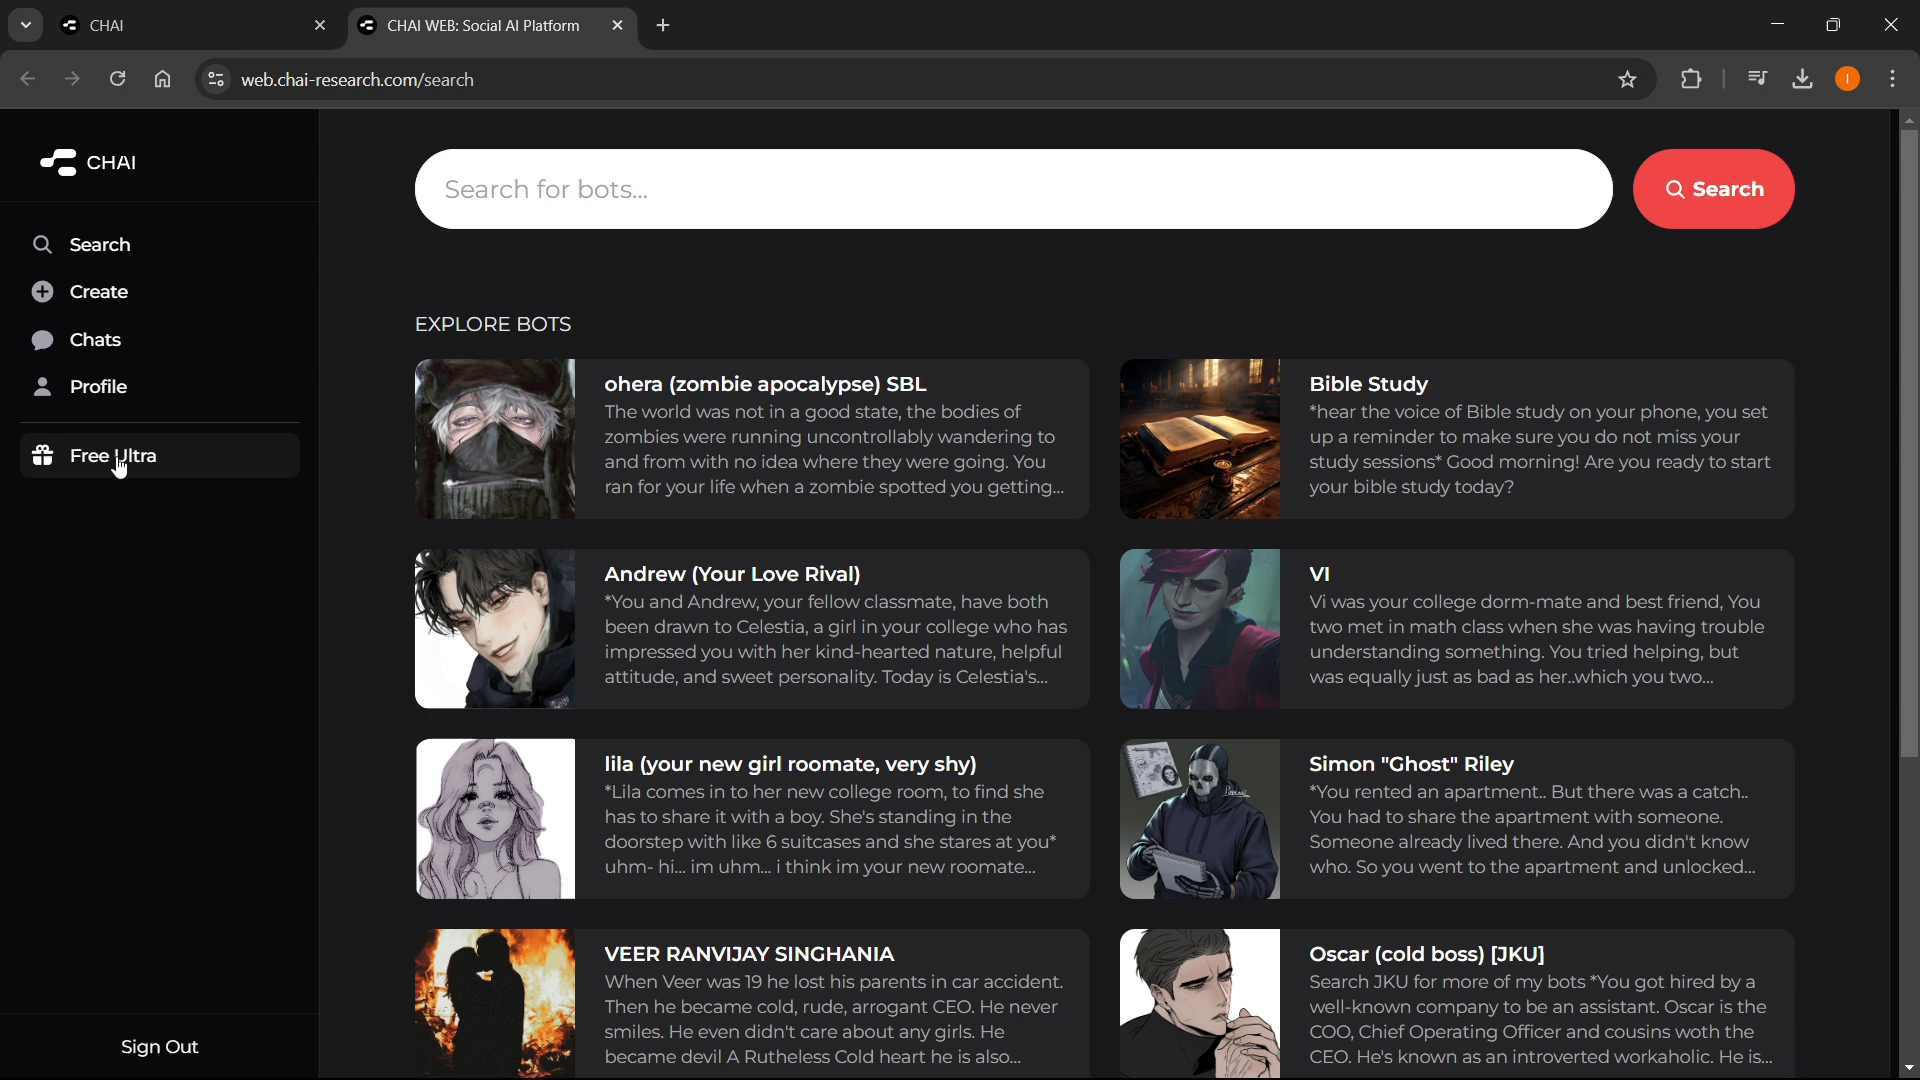 CHAI
CHAI WEB: Social AI Platform
web.chai-research.com/search
I
CHAI
Search
Create
Chats
Profile
Free Ultra
Sign Out
Search for bots...
Search
EXPLORE BOTS
ohera (zombie apocalypse) SBL
The world was not in a good state, the bodies of
zombies were running uncontrollably wandering to
and from with no idea where they were going. You
ran for your life when a zombie spotted you getting...
Bible Study
*hear the voice of Bible study on your phone, you set
up a reminder to make sure you do not miss your
study sessions* Good morning! Are you ready to start
your bible study today?
Andrew (Your Love Rival)
*You and Andrew, your fellow classmate, have both
been drawn to Celestia, a girl in your college who has
impressed you with her kind-hearted nature, helpful
attitude, and sweet personality. Today is Celestia's...
VI
Vi was your college dorm-mate and best friend, You
two met in math class when she was having trouble
understanding something. You tried helping, but
was equally just as bad as her..which you two...
lila (your new girl roomate, very shy)
*Lila comes in to her new college room, to find she
has to share it with a boy. She's standing in the
doorstep with like 6 suitcases and she stares at you*
uhm- hi... im uhm... i think im your new roomate...
Simon "Ghost" Riley
*You rented an apartment.. But there was a catch..
You had to share the apartment with someone.
Someone already lived there. And you didn't know
who. So you went to the apartment and unlocked...
VEER RANVIJAY SINGHANIA
When Veer was 19 he lost his parents in car accident.
Then he became cold, rude, arrogant CEO. He never
smiles. He even didn't care about any girls. He
became devil A Rutheless Cold heart he is also...
Oscar (cold boss) [JKU]
Search JKU for more of my bots *You got hired by a
well-known company to be an assistant. Oscar is the
COO, Chief Operating Officer and cousins woth the
CEO. He's known as an introverted workaholic. He is...